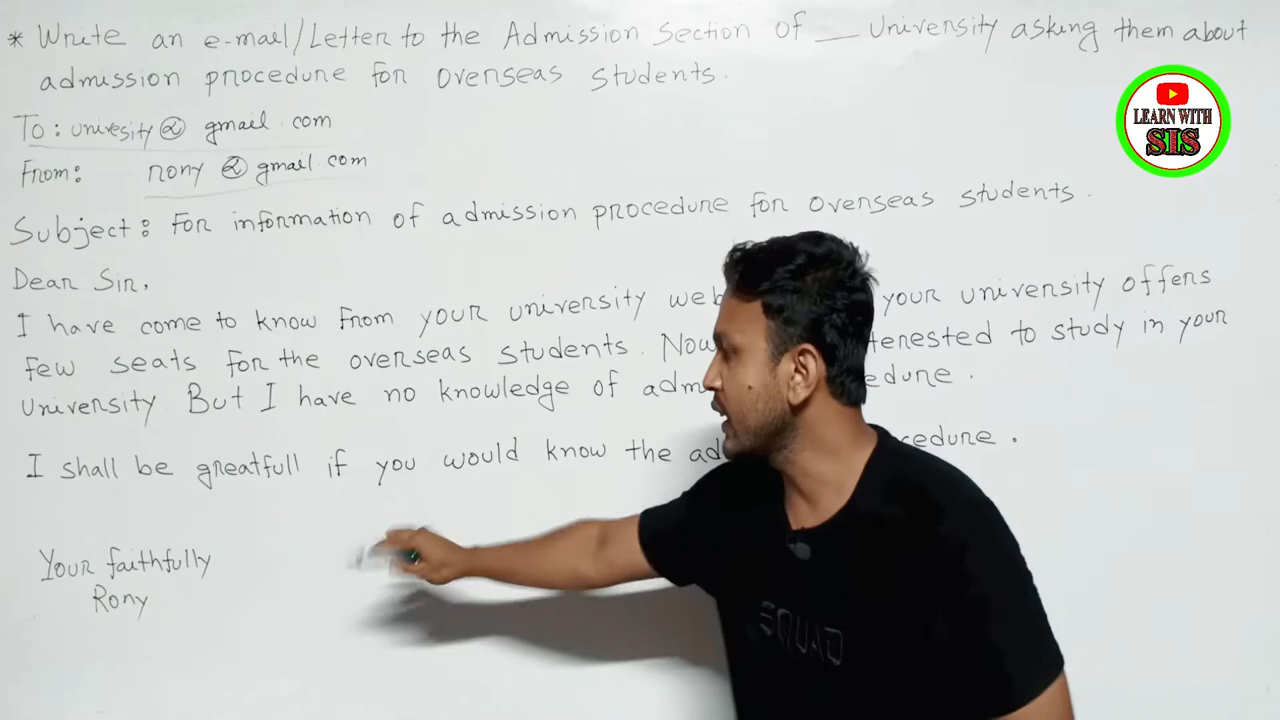 * Write an e-mail/Letter to the Admission Section of __ University asking them about
admission procedure for overseas students.
To: univesity@ gmail.com
From: rony @gmail.com
Subject: For information of admission procedure for overseas students.
Dear Sir,
I have come to know from your university web your university offers
few seats for the overseas students. Now terested to study in your
University. But I have no knowledge of adm edure.
I shall be greatfull if you would know the ad cedure.
Your faithfully
Rony
LEARN WITH
SIS
SQUAD